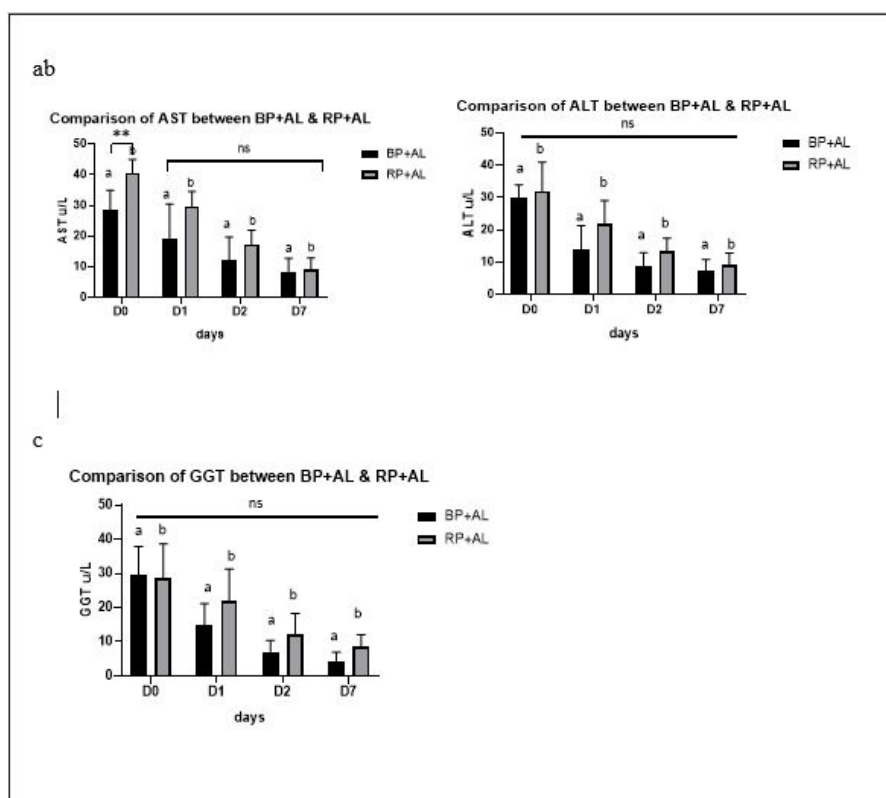 ab
Comparison of AST between BP+AL & RP+AL
**
ns
BP+AL
RP+AL
a b a b a b a b
AST u/L
50
40
30
20
10
0
D0 D1 D2 D7
days
Comparison of ALT between BP+AL & RP+AL
ns
BP+AL
RP+AL
a b a b a b a b
ALT u/L
50
40
30
20
10
0
D0 D1 D2 D7
days
c
Comparison of GGT between BP+AL & RP+AL
ns
BP+AL
RP+AL
a b a b a b a b
GGT u/L
50
40
30
20
10
0
D0 D1 D2 D7
days